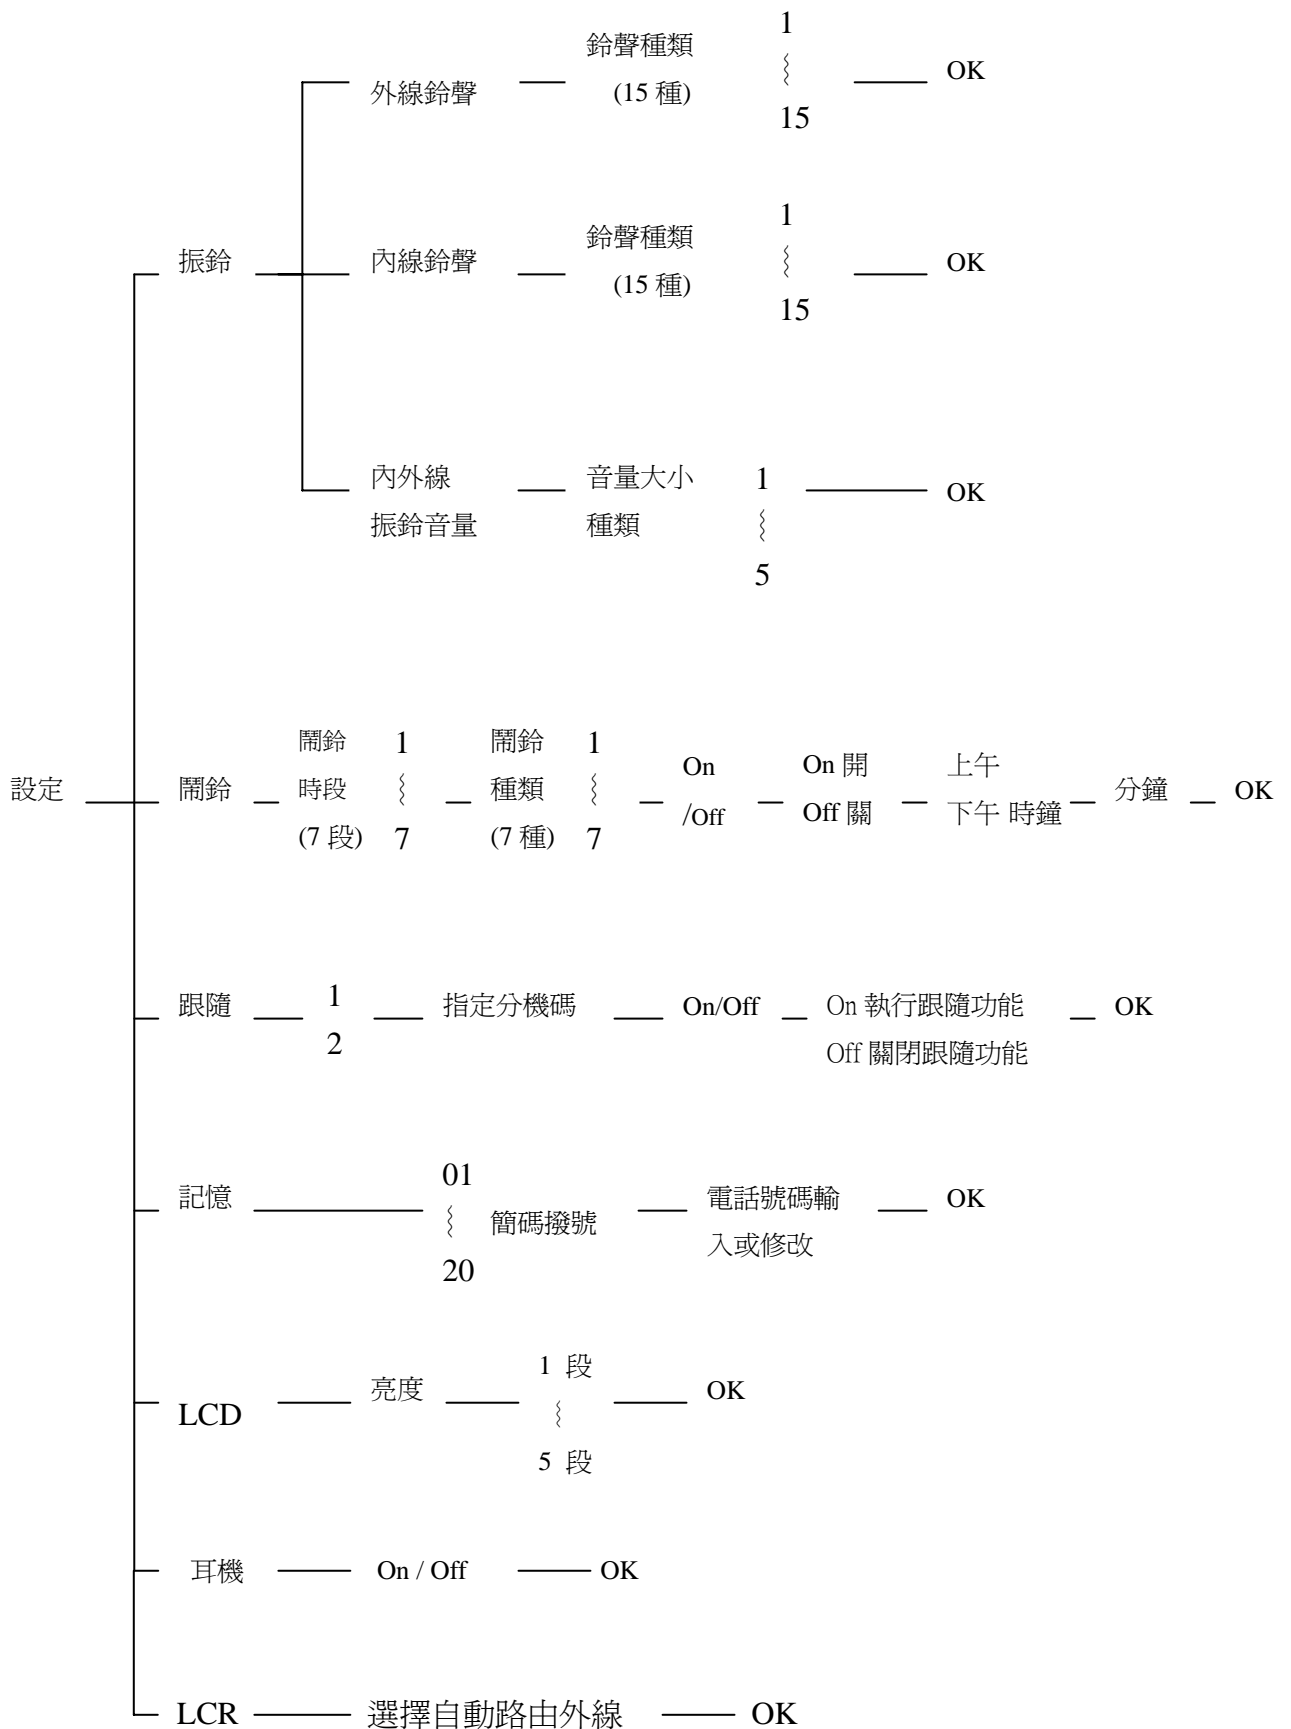 外線鈴聲
鈴聲種類
(15 種)
1
15
OK
振鈴
內線鈴聲
鈴聲種類
(15 種)
1
15
OK
內外線
振鈴音量
音量大小
種類
1
5
OK
設定
鬧鈴
鬧鈴
時段
(7 段)
1
7
鬧鈴
種類
(7 種)
1
7
On
/Off
On 開
Off 關
上午
下午 時鐘
分鐘
OK
跟隨
1
2
指定分機碼
On/Off
On 執行跟隨功能
Off 關閉跟隨功能
OK
記憶
01
20
簡碼撥號
電話號碼輸
入或修改
OK
LCD
亮度
1 段
5 段
OK
耳機
On / Off
OK
LCR
選擇自動路由外線
OK